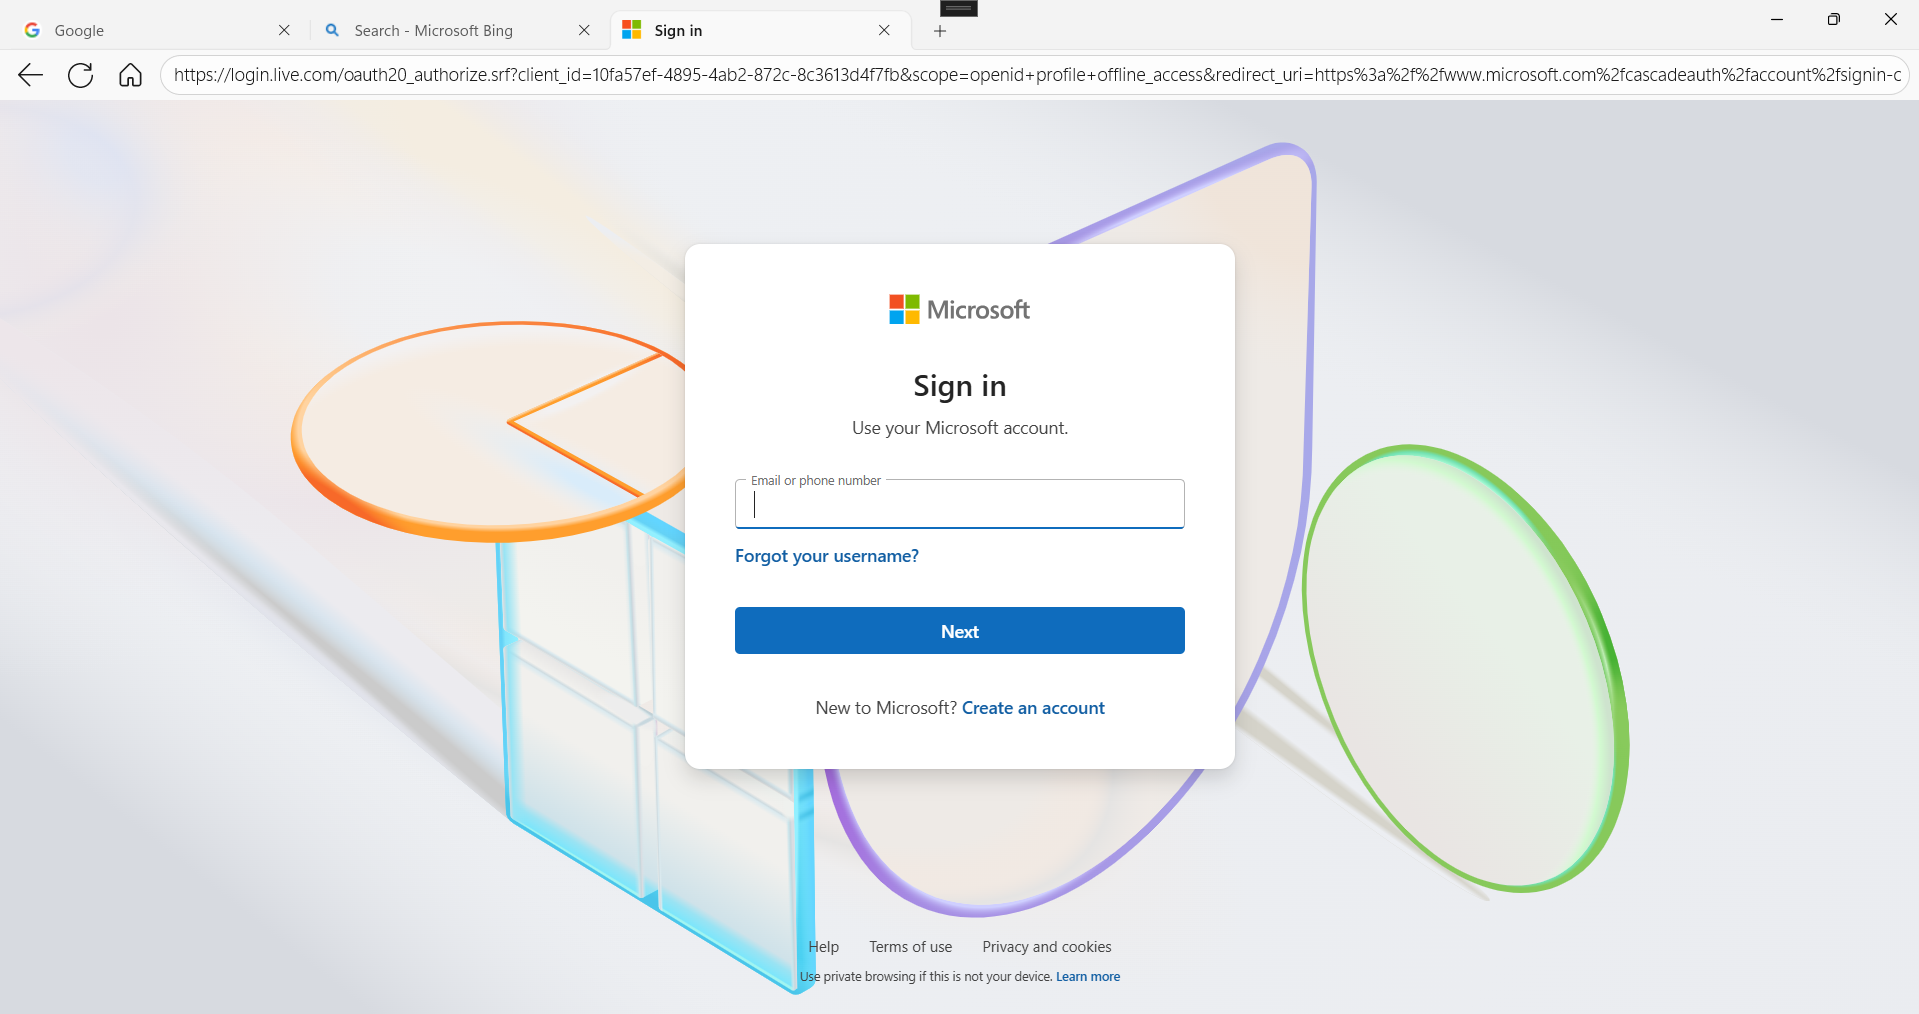 Google
Search - Microsoft Bing
Sign in
https://login.live.com/oauth20_authorize.srf?client_id=10fa57ef-4895-4ab2-872c-8c3613d4f7fb&scope=openid+profile+offline_access&redirect_uri=https%3a%2f%2fwww.microsoft.com%2fcascadeauth%2faccount%2fsignin-c
Microsoft
Sign in
Use your Microsoft account.
Email or phone number
Forgot your username?
Next
New to Microsoft? Create an account
Help Terms of use Privacy and cookies
Use private browsing if this is not your device. Learn more